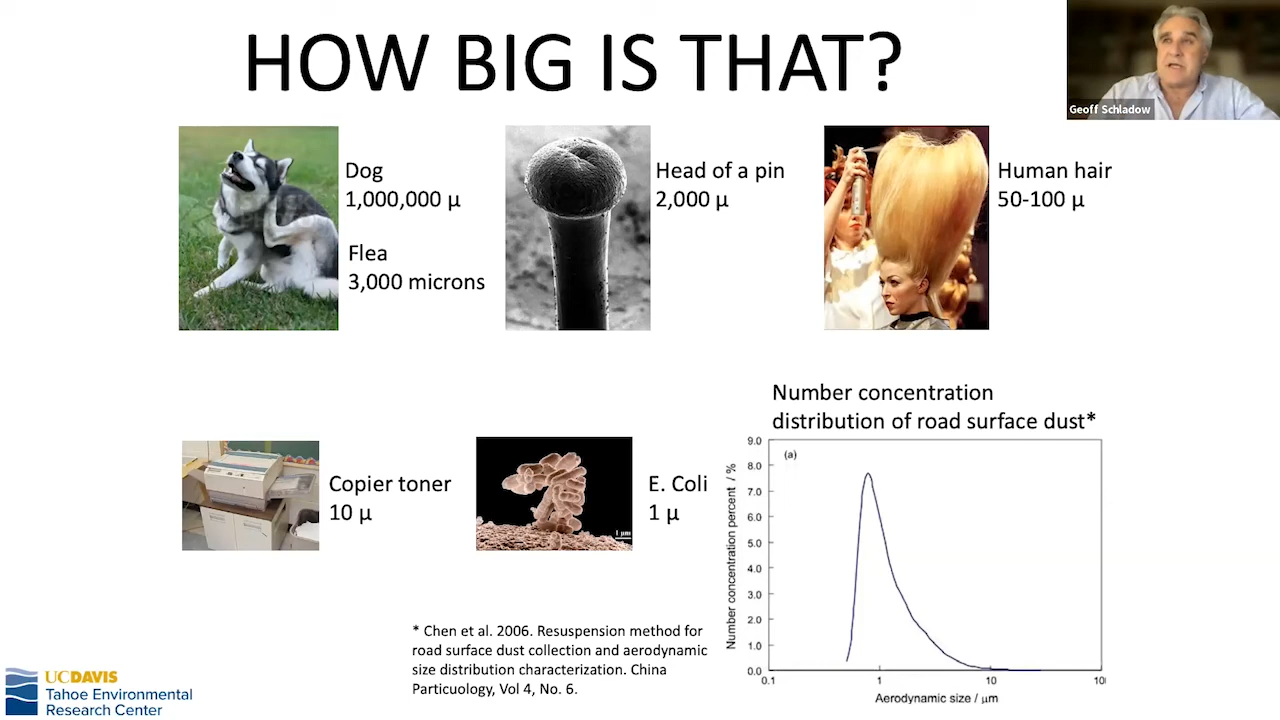 HOW BIG IS THAT?
Geoff Schladow
Dog
1,000,000 μ
Flea
3,000 microns
Head of a pin
2,000 μ
Human hair
50-100 μ
Copier toner
10 μ
E. Coli
1 μ
1 μm
Number concentration
distribution of road surface dust*
(a)
Number concentration percent / %
9.0
8.0
7.0
6.0
5.0
4.0
3.0
2.0
1.0
0.0
0.1
1
10
10
Aerodynamic size / μm
* Chen et al. 2006. Resuspension method for
road surface dust collection and aerodynamic
size distribution characterization. China
Particuology, Vol 4, No. 6.
UCDAVIS
Tahoe Environmental
Research Center